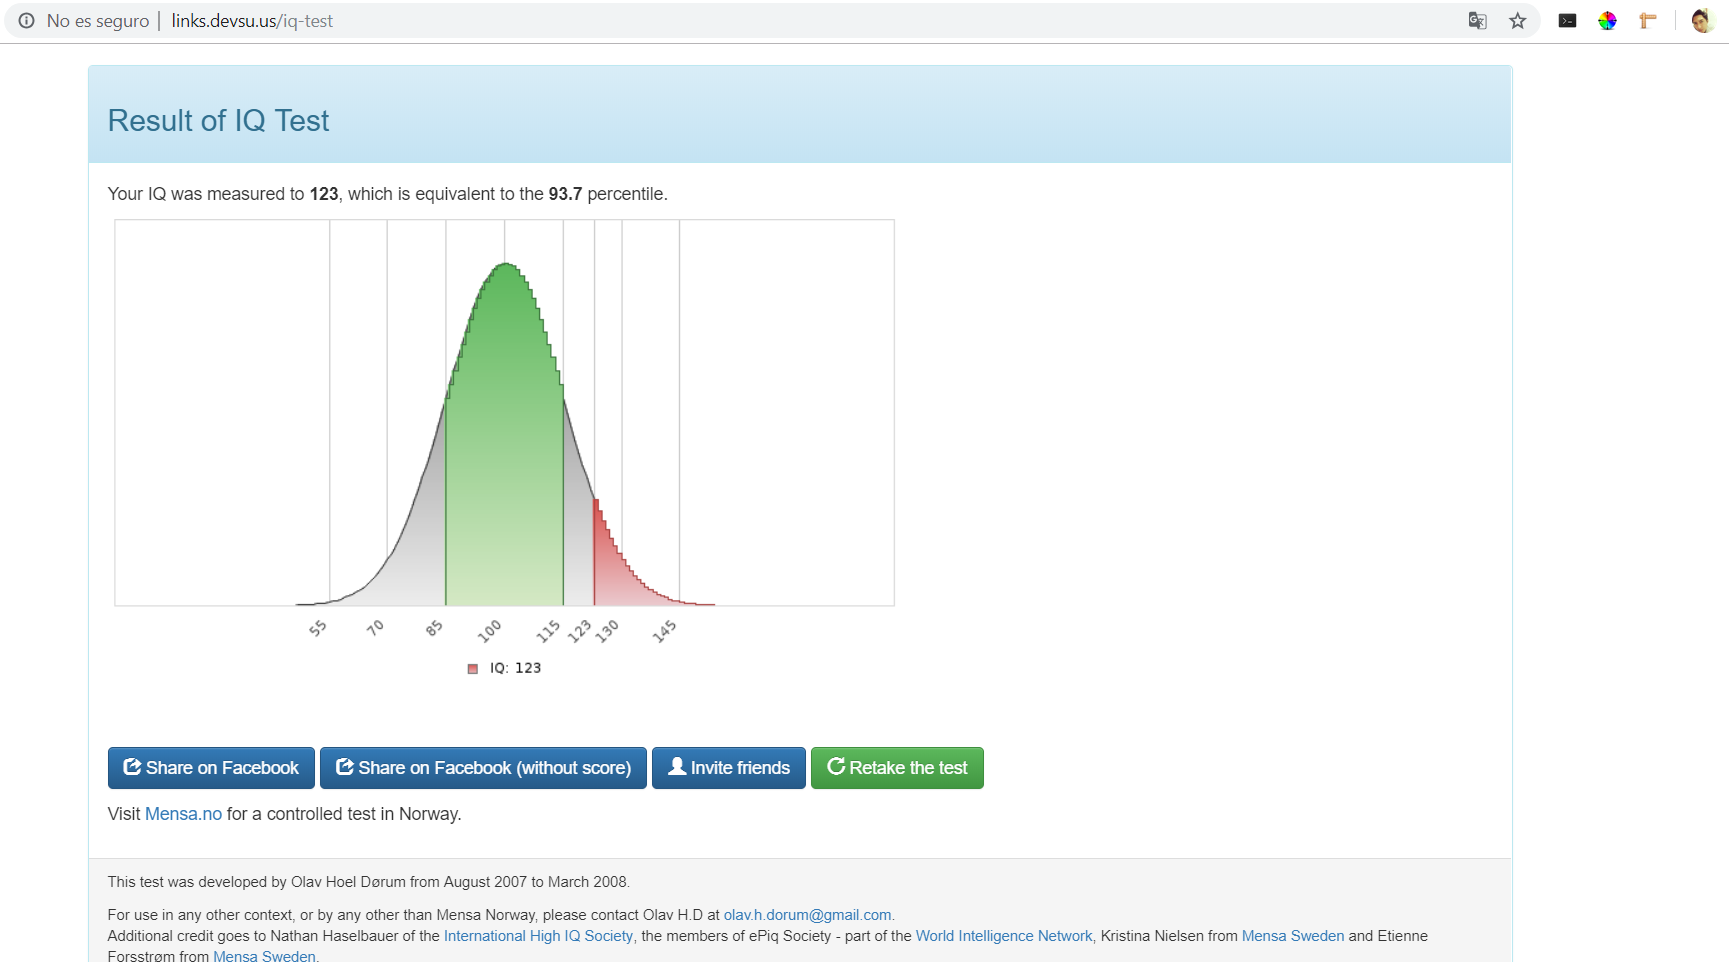 No es seguro | links.devsu.us/iq-test
Result of IQ Test
Your IQ was measured to 123, which is equivalent to the 93.7 percentile.
55 70 85 100 115 123 130 145
IQ: 123
Share on Facebook Share on Facebook (without score) Invite friends Retake the test
Visit Mensa.no for a controlled test in Norway.
This test was developed by Olav Hoel Dørum from August 2007 to March 2008.
For use in any other context, or by any other than Mensa Norway, please contact Olav H.D at olav.h.dorum@gmail.com.
Additional credit goes to Nathan Haselbauer of the International High IQ Society, the members of ePiq Society - part of the World Intelligence Network, Kristina Nielsen from Mensa Sweden and Etienne
Forsstrøm from Mensa Sweden.